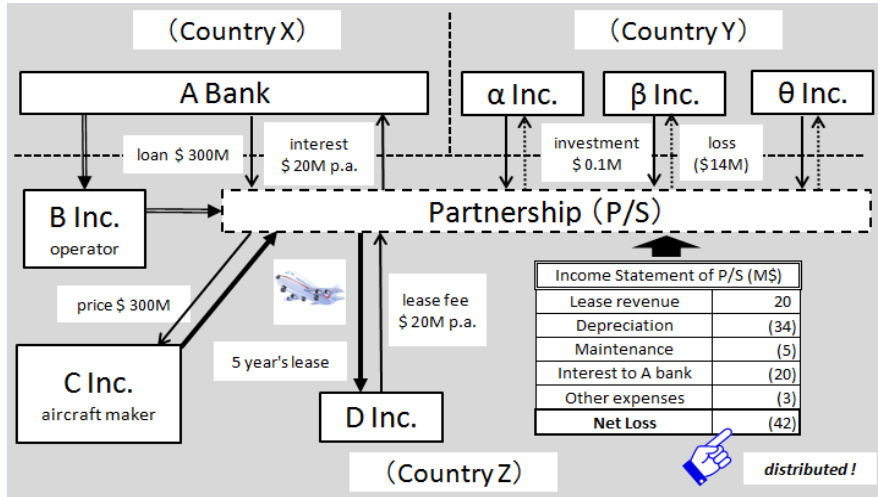 （Country X）
（Country Y）
A Bank
α Inc.
β Inc.
θ Inc.
loan $ 300M
interest
$ 20M p.a.
investment
$ 0.1M
loss
($14M)
B Inc.
operator
Partnership（P/S）
price $ 300M
lease fee
$ 20M p.a.
5 year's lease
C Inc.
aircraft maker
D Inc.
Income Statement of P/S (M$)
Lease revenue 20
Depreciation (34)
Maintenance (5)
Interest to A bank (20)
Other expenses (3)
Net Loss (42)
distributed !
（Country Z）